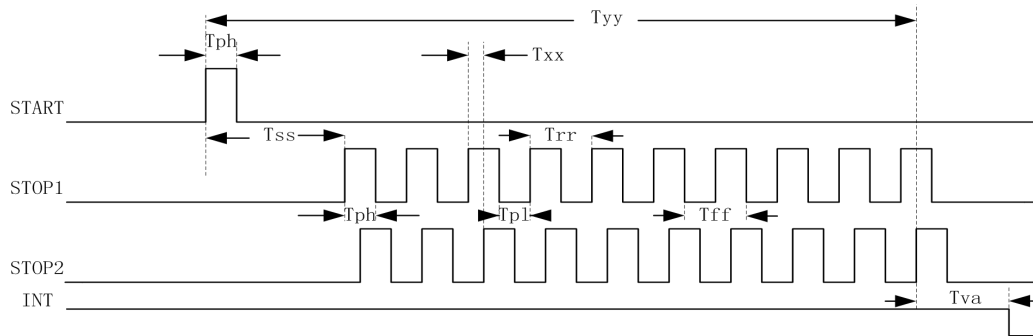 Tyy
Tph
Txx
START
Tss
Trr
STOP1
Tph
Tpl
Tff
STOP2
INT
Tva